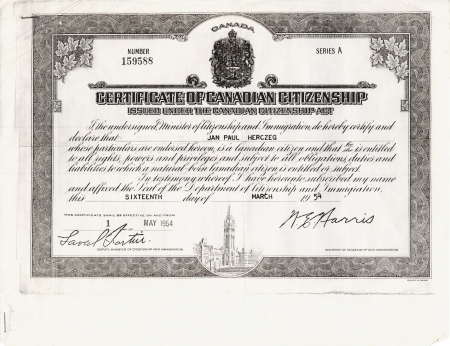 CANADA
NUMBER
159588
SERIES A
CERTIFICATE OF CANADIAN CITIZENSHIP
ISSUED UNDER THE CANADIAN CITIZENSHIP ACT
I, the undersigned, Minister of Citizenship and Immigration, do hereby certify and
declare that JAN PAUL HERCZEG
whose particulars are endorsed hereon, is a Canadian citizen and that he is entitled
to all rights, powers and privileges and subject to all obligations, duties and
liabilities to which a natural-born Canadian citizen is entitled or subject.
In testimony whereof I have hereunto subscribed my name
and affixed the Seal of the Department of Citizenship and Immigration,
this SIXTEENTH day of MARCH 1954
THIS CERTIFICATE SHALL BE EFFECTIVE ON AND FROM
1 MAY 1954
W E Harris
DEPUTY MINISTER OF CITIZENSHIP AND IMMIGRATION
MINISTER OF CITIZENSHIP AND IMMIGRATION